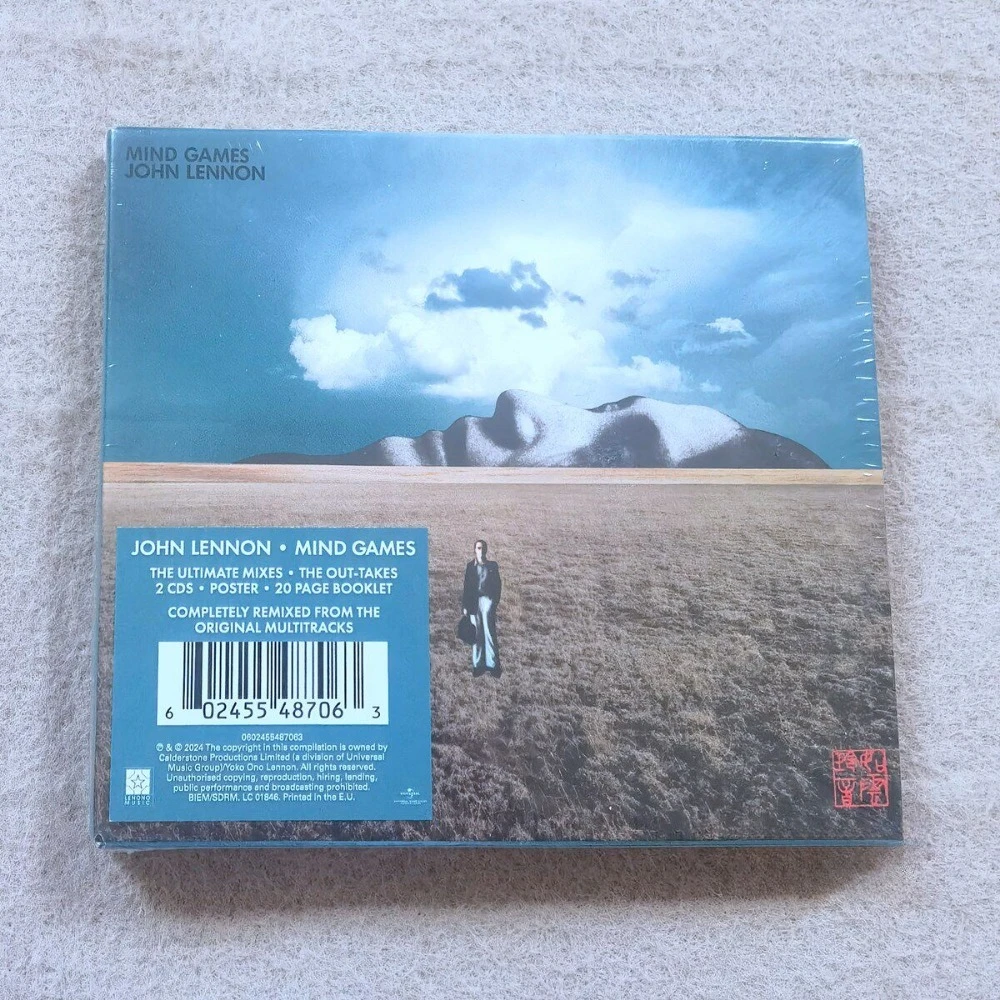 MIND GAMES
JOHN LENNON
JOHN LENNON • MIND GAMES
THE ULTIMATE MIXES • THE OUT-TAKES
2 CDS • POSTER • 20 PAGE BOOKLET
COMPLETELY REMIXED FROM THE
ORIGINAL MULTITRACKS
6 02455 48706 3
0602455487063
℗ & © 2024 The copyright in this compilation is owned by
Calderstone Productions Limited (a division of Universal
Music Group)/Yoko Ono Lennon. All rights reserved.
Unauthorised copying, reproduction, hiring, lending,
public performance and broadcasting prohibited.
BIEM/SDRM. LC 01846. Printed in the E.U.
LENONO
MUSIC